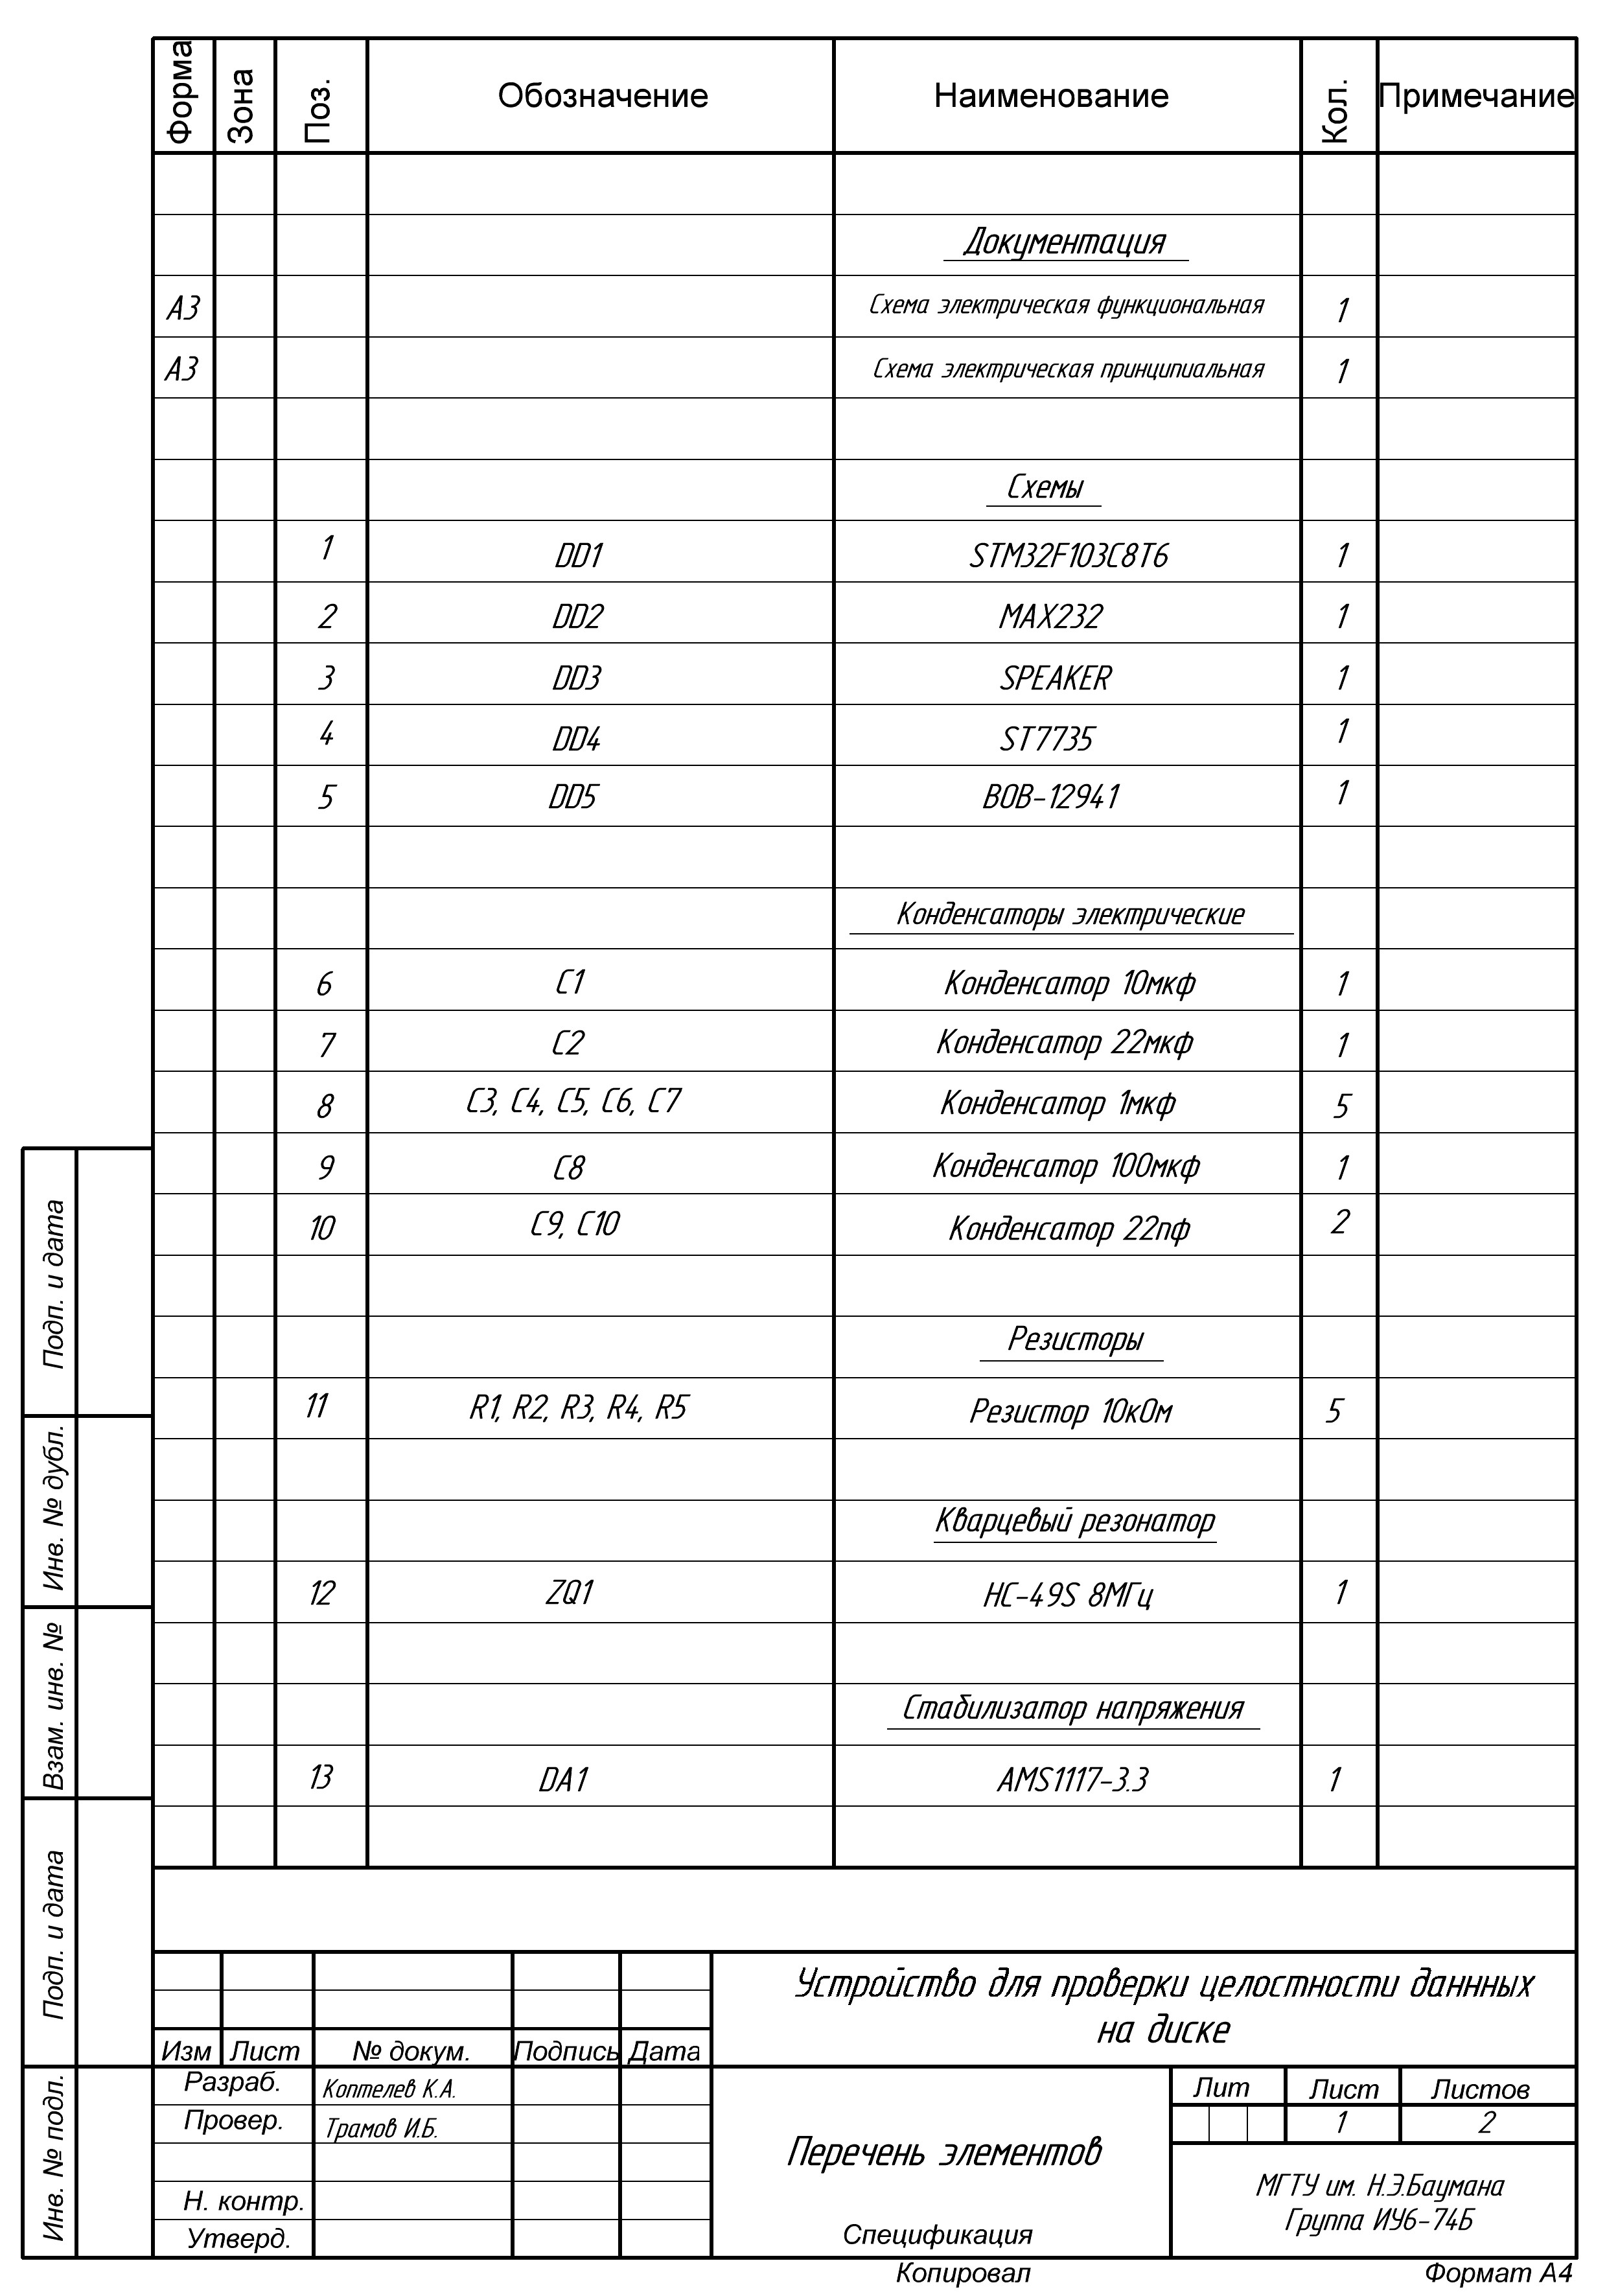 Форма Зона Поз. Обозначение Наименование Кол. Примечание
Документация
А3 Схема электрическая функциональная 1
А3 Схема электрическая принципиальная 1
Схемы
1 DD1 STM32F103C8T6 1
2 DD2 MAX232 1
3 DD3 SPEAKER 1
4 DD4 ST7735 1
5 DD5 BOB-12941 1
Конденсаторы электрические
6 C1 Конденсатор 10мкф 1
7 C2 Конденсатор 22мкф 1
8 C3, C4, C5, C6, C7 Конденсатор 1мкф 5
9 C8 Конденсатор 100мкф 1
10 C9, C10 Конденсатор 22пф 2
Резисторы
11 R1, R2, R3, R4, R5 Резистор 10кОм 5
Кварцевый резонатор
12 ZQ1 HC-49S 8МГц 1
Стабилизатор напряжения
13 DA1 AMS1117-3.3 1
Подп. и дата
Инв. № дубл.
Взам. инв. №
Подп. и дата
Инв. № подл.
Устройство для проверки целостности даннных
на диске
Изм Лист № докум. Подпись Дата
Разраб. Коптелев К.А.
Провер. Трамов И.Б.
Н. контр.
Утверд.
Перечень элементов
Спецификация
Лит Лист Листов
1 2
МГТУ им. Н.Э.Баумана
Группа ИУ6-74Б
Копировал Формат А4